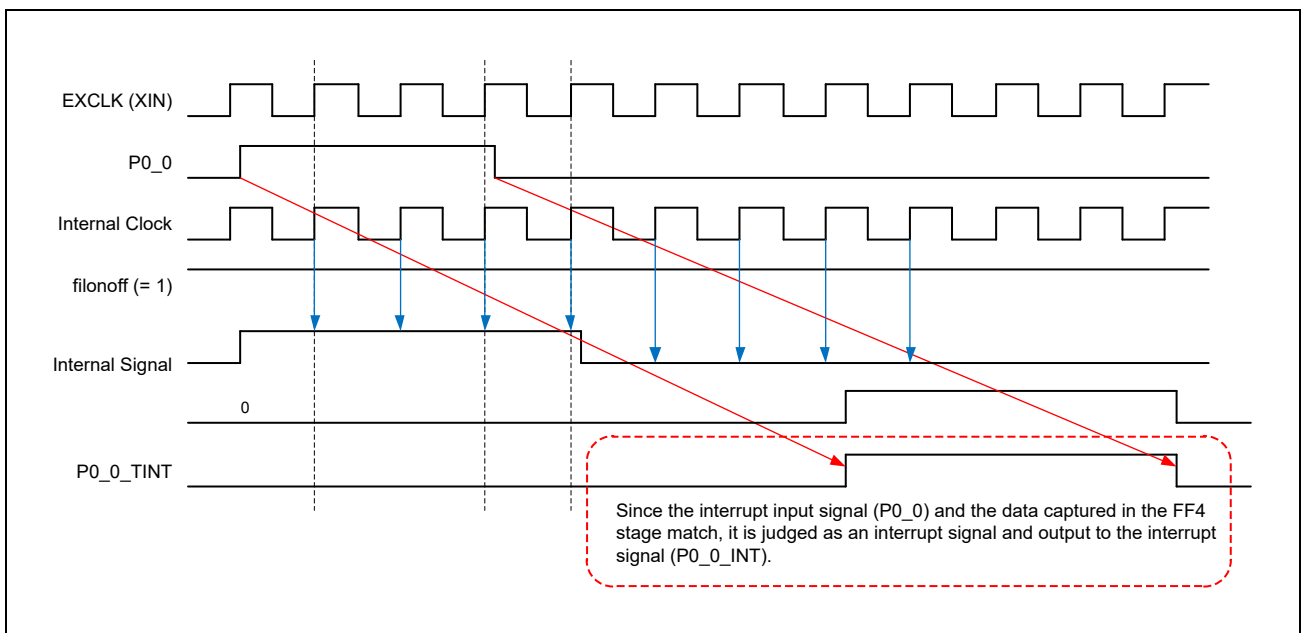 EXCLK (XIN)
P0_0
Internal Clock
filonoff (= 1)
Internal Signal
0
P0_0_TINT
Since the interrupt input signal (P0_0) and the data captured in the FF4
stage match, it is judged as an interrupt signal and output to the interrupt
signal (P0_0_INT).